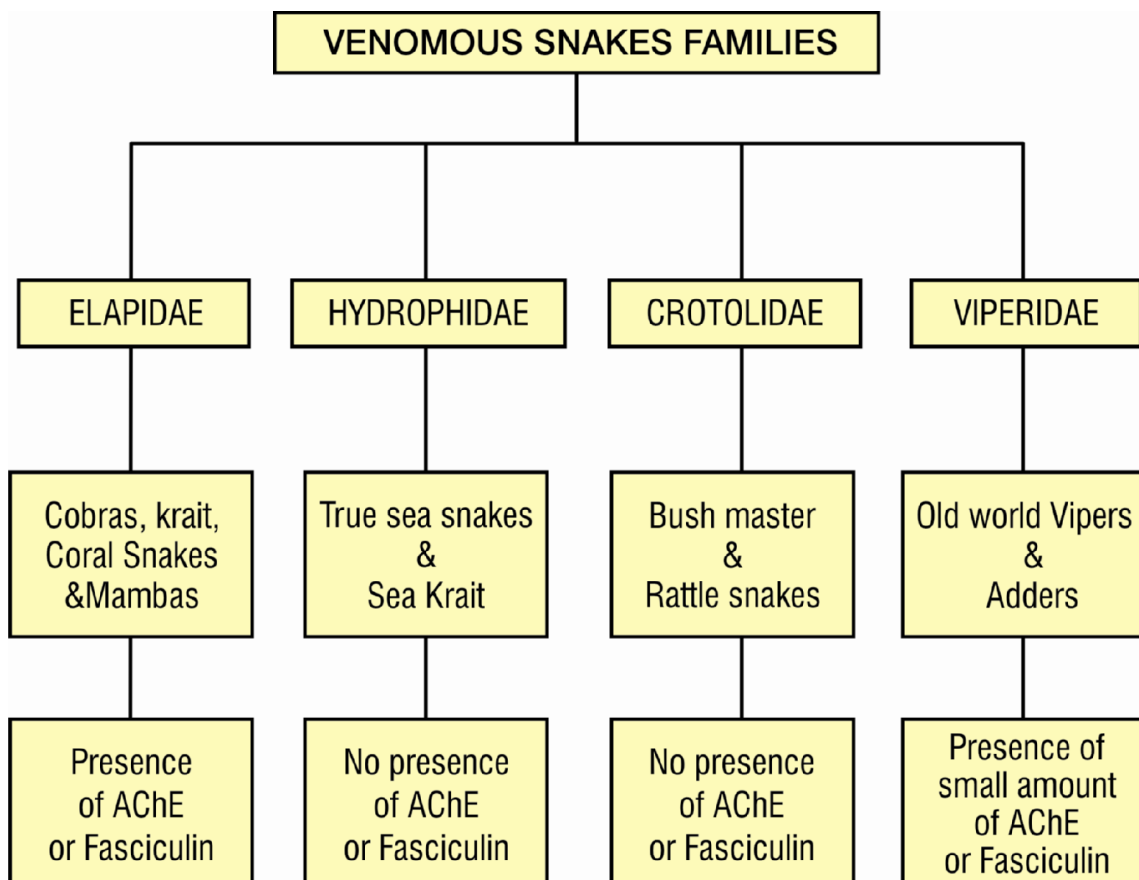 VENOMOUS SNAKES FAMILIES
ELAPIDAE
HYDROPHIDAE
CROTOLIDAE
VIPERIDAE
Cobras, krait,
Coral Snakes
&Mambas
True sea snakes
&
Sea Krait
Bush master
&
Rattle snakes
Old world Vipers
&
Adders
Presence
of AChE
or Fasciculin
No presence
of AChE
or Fasciculin
No presence
of AChE
or Fasciculin
Presence of
small amount
of AChE
or Fasciculin